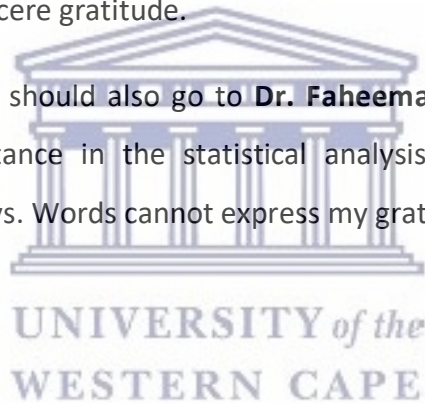 cere gratitude.
should also go to Dr. Faheema
tance in the statistical analysis
s. Words cannot express my grat
UNIVERSITY of the
WESTERN CAPE